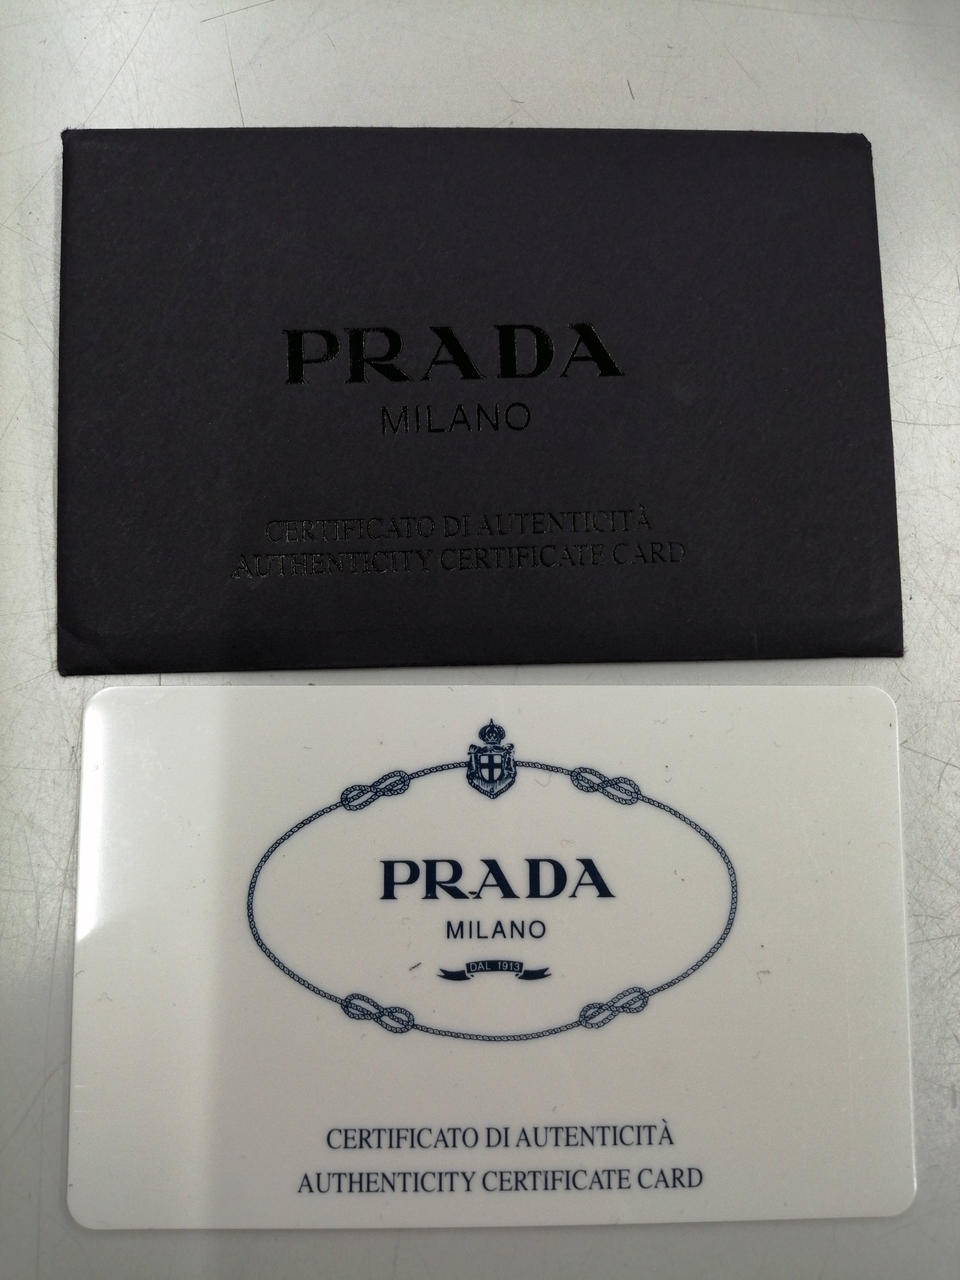 PRADA
MILANO
CERTIFICATO DI AUTENTICITÀ
AUTHENTICITY CERTIFICATE CARD
PRADA
MILANO
DAL 1913
CERTIFICATO DI AUTENTICITÀ
AUTHENTICITY CERTIFICATE CARD